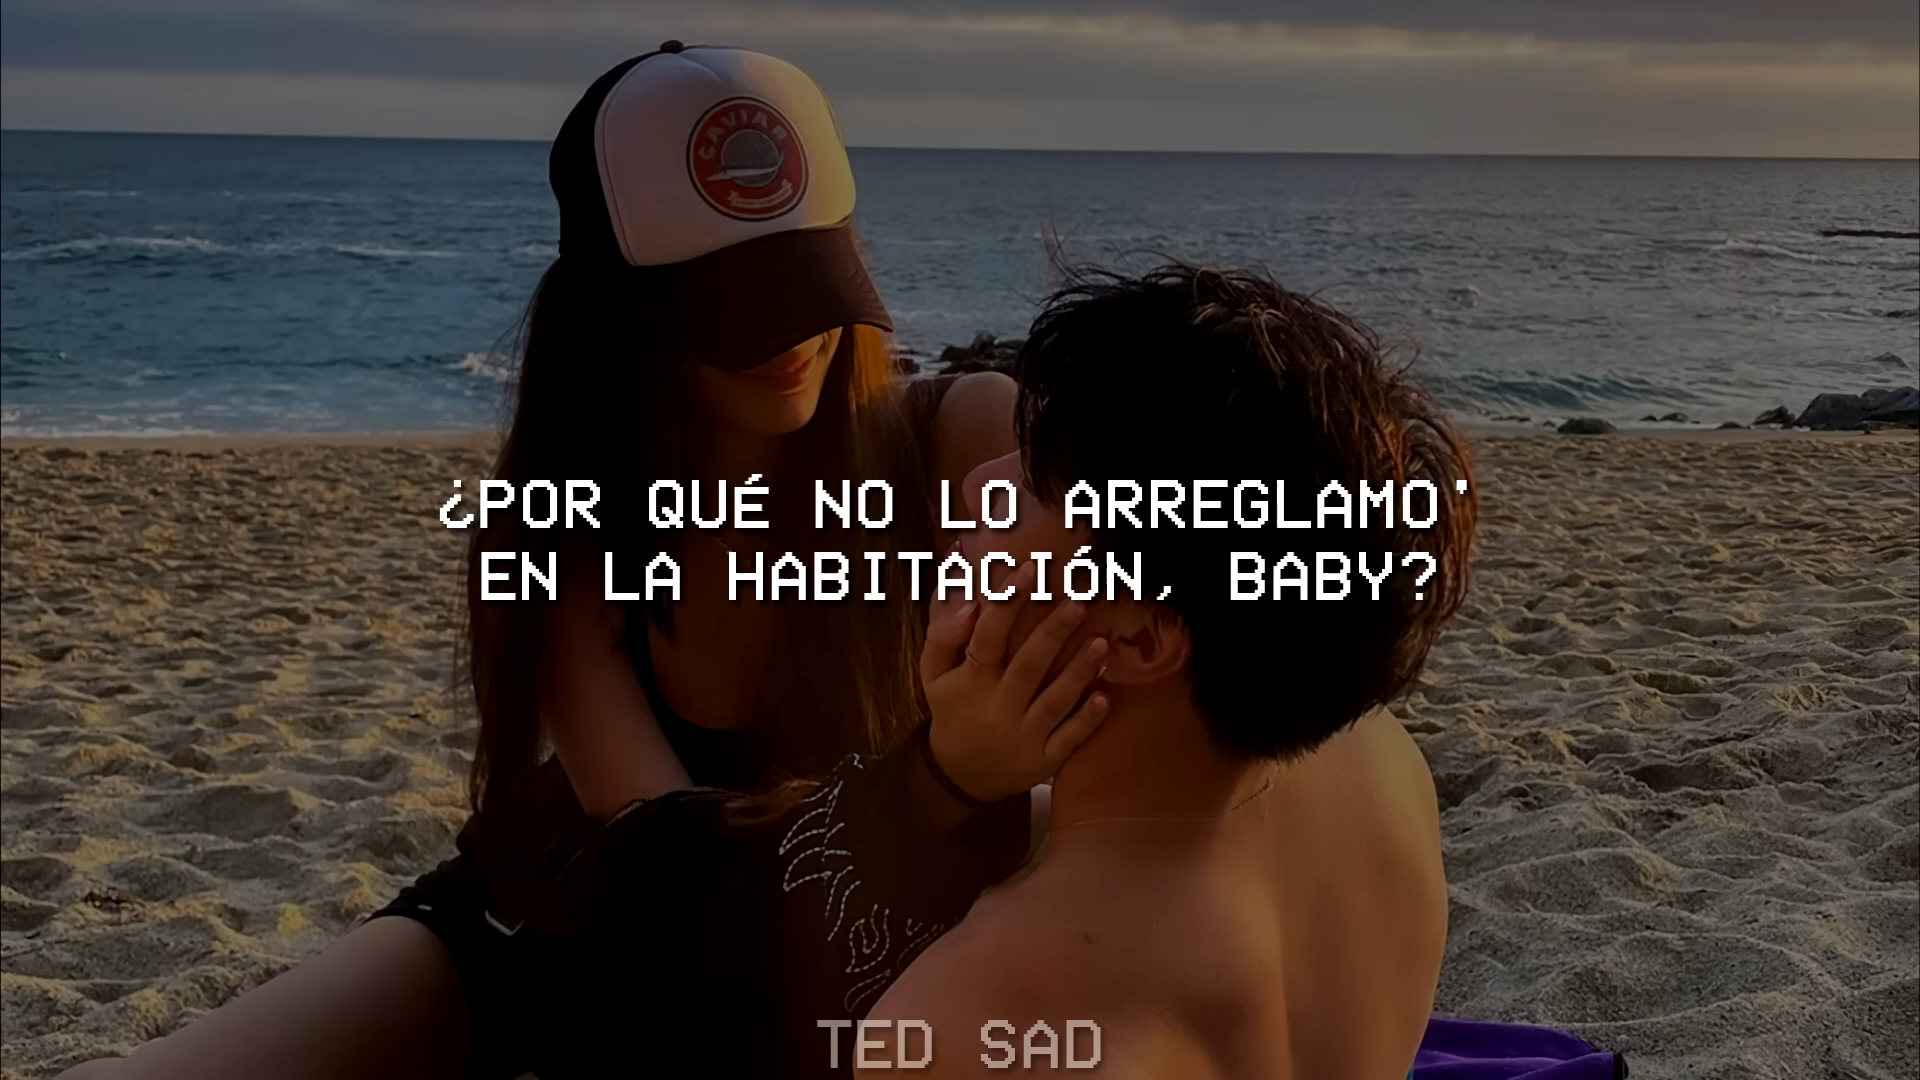 CAVIAR
¿POR QUÉ NO LO ARREGLAMO'
EN LA HABITACIÓN, BABY?
TED SAD